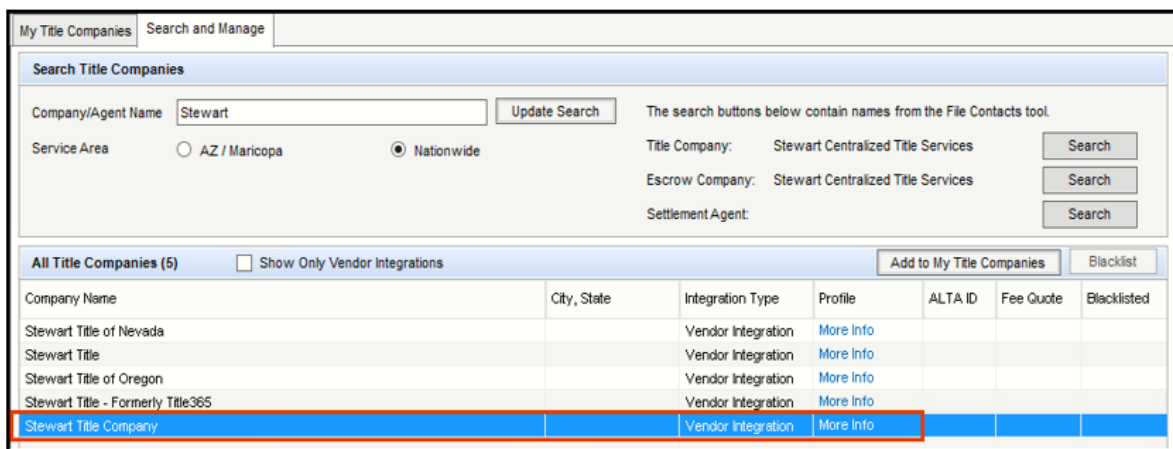 My Title Companies Search and Manage
Search Title Companies
Company/Agent Name Stewart Update Search The search buttons below contain names from the File Contacts tool.
Service Area AZ / Maricopa Nationwide Title Company: Stewart Centralized Title Services Search
Escrow Company: Stewart Centralized Title Services Search
Settlement Agent: Search
All Title Companies (5) Show Only Vendor Integrations Add to My Title Companies Blacklist
Company Name City, State Integration Type Profile ALTA ID Fee Quote Blacklisted
Stewart Title of Nevada Vendor Integration More Info
Stewart Title Vendor Integration More Info
Stewart Title of Oregon Vendor Integration More Info
Stewart Title - Formerly Title365 Vendor Integration More Info
Stewart Title Company Vendor Integration More Info